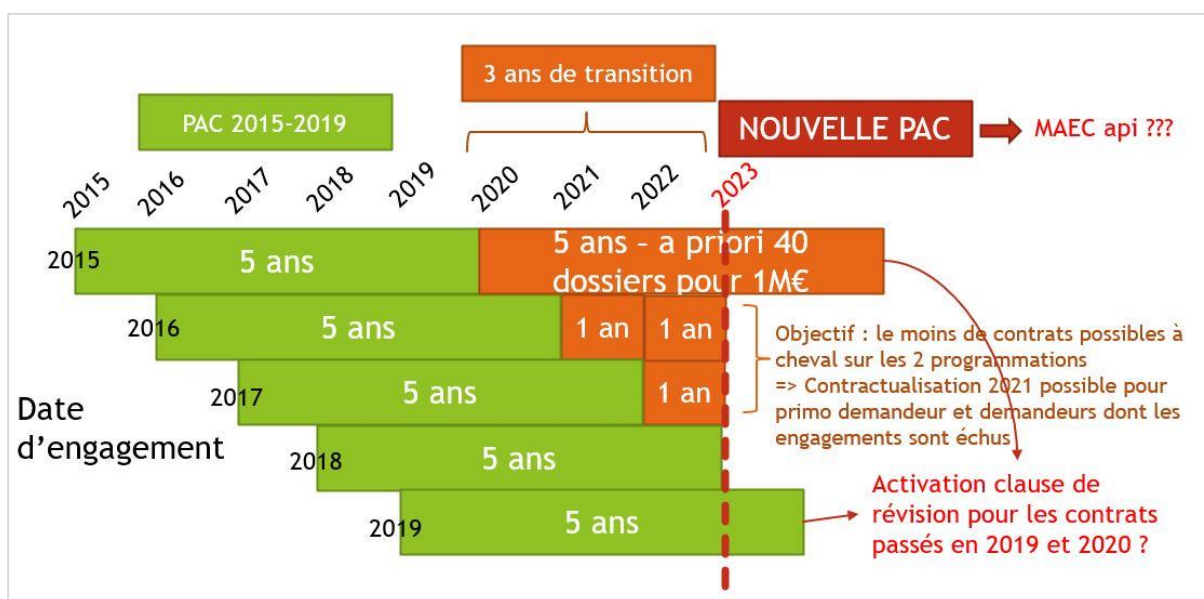 3 ans de transition
PAC 2015-2019
NOUVELLE PAC
MAEC api ???
2015
2016
2017
2018
2019
2020
2021
2022
2023
2015
5 ans
5 ans - a priori 40
dossiers pour 1M€
2016
5 ans
1 an
1 an
2017
5 ans
1 an
Objectif : le moins de contrats possibles à
cheval sur les 2 programmations
=> Contractualisation 2021 possible pour
primo demandeur et demandeurs dont les
engagements sont échus
Date
d'engagement
2018
5 ans
2019
5 ans
Activation clause de
révision pour les contrats
passés en 2019 et 2020 ?